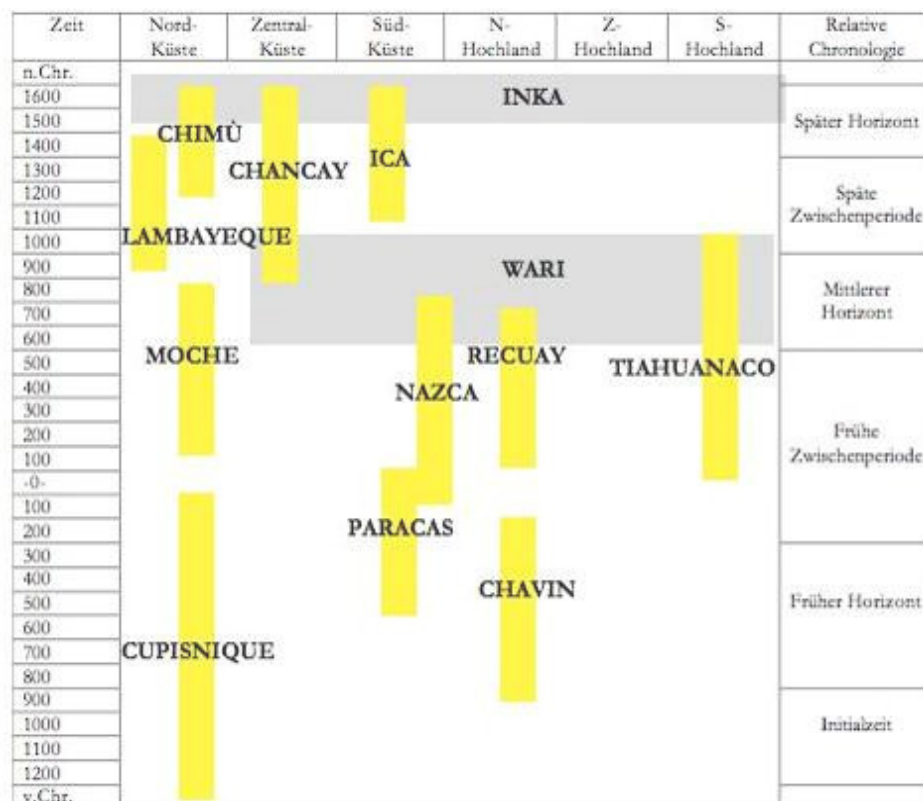 Zeit Nord- Zentral- Süd- N- Z- S- Relative
Küste Küste Küste Hochland Hochland Hochland Chronologie
n.Chr.
1600 INKA
1500 Später Horizont
CHIMÙ
1400
ICA
1300 CHANCAY
1200 Späte
1100 Zwischenperiode
1000 LAMBAYEQUE
900 WARI
800 Mittlerer
700 Horizont
600
500 MOCHE RECUAY
TIAHUANACO
400 NAZCA
300
200 Frühe
100 Zwischenperiode
-0-
100
200 PARACAS
300
400 CHAVIN
500 Früher Horizont
600
700 CUPISNIQUE
800
900
1000 Initialzeit
1100
1200
v.Chr.